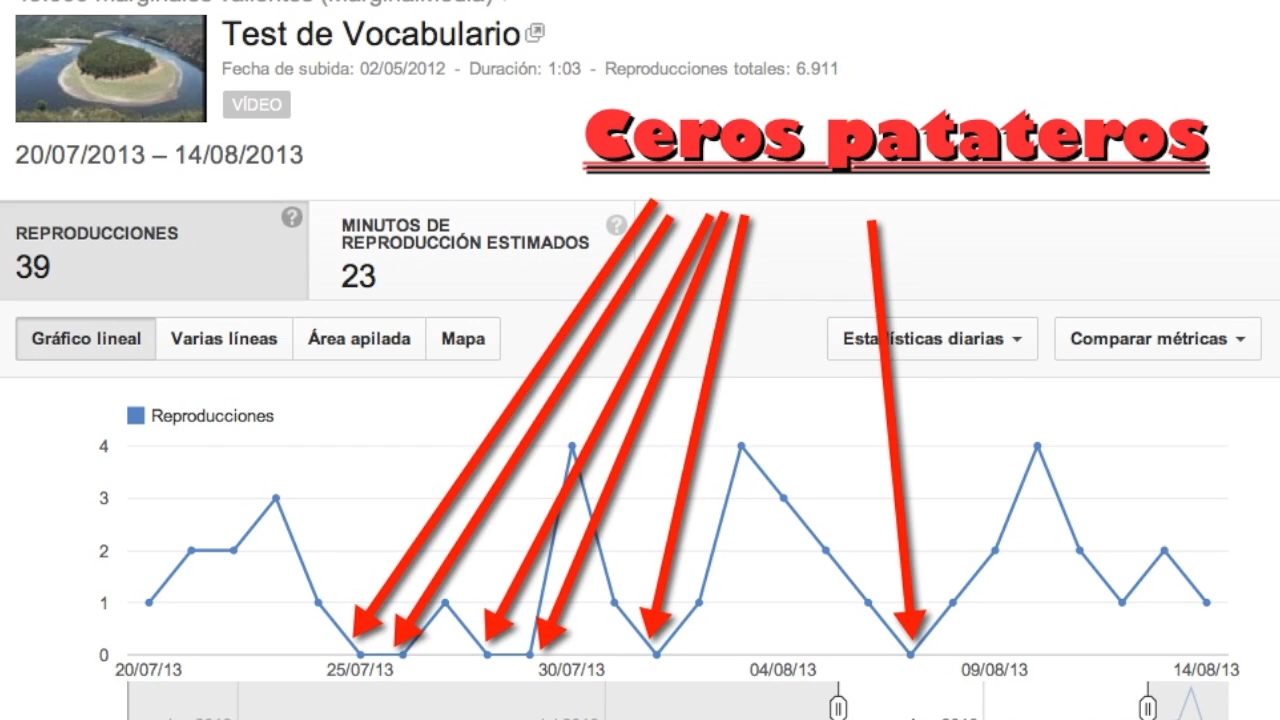 Test de Vocabulario
Fecha de subida: 02/05/2012 - Duración: 1:03 - Reproducciones totales: 6.911
VÍDEO
Ceros patateros
20/07/2013 – 14/08/2013
REPRODUCCIONES ?
39
MINUTOS DE ?
REPRODUCCIÓN ESTIMADOS
23
Gráfico lineal Varias líneas Área apilada Mapa Estadísticas diarias Comparar métricas
Reproducciones
4
3
2
1
0
20/07/13 25/07/13 30/07/13 04/08/13 09/08/13 14/08/13